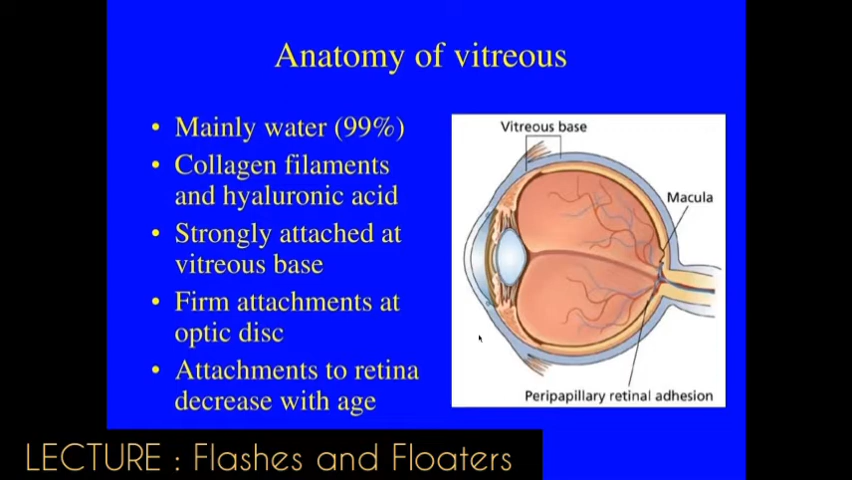 Anatomy of vitreous
• Mainly water (99%)
• Collagen filaments
and hyaluronic acid
• Strongly attached at
vitreous base
• Firm attachments at
optic disc
• Attachments to retina
decrease with age
Vitreous base
Macula
Peripapillary retinal adhesion
LECTURE : Flashes and Floaters